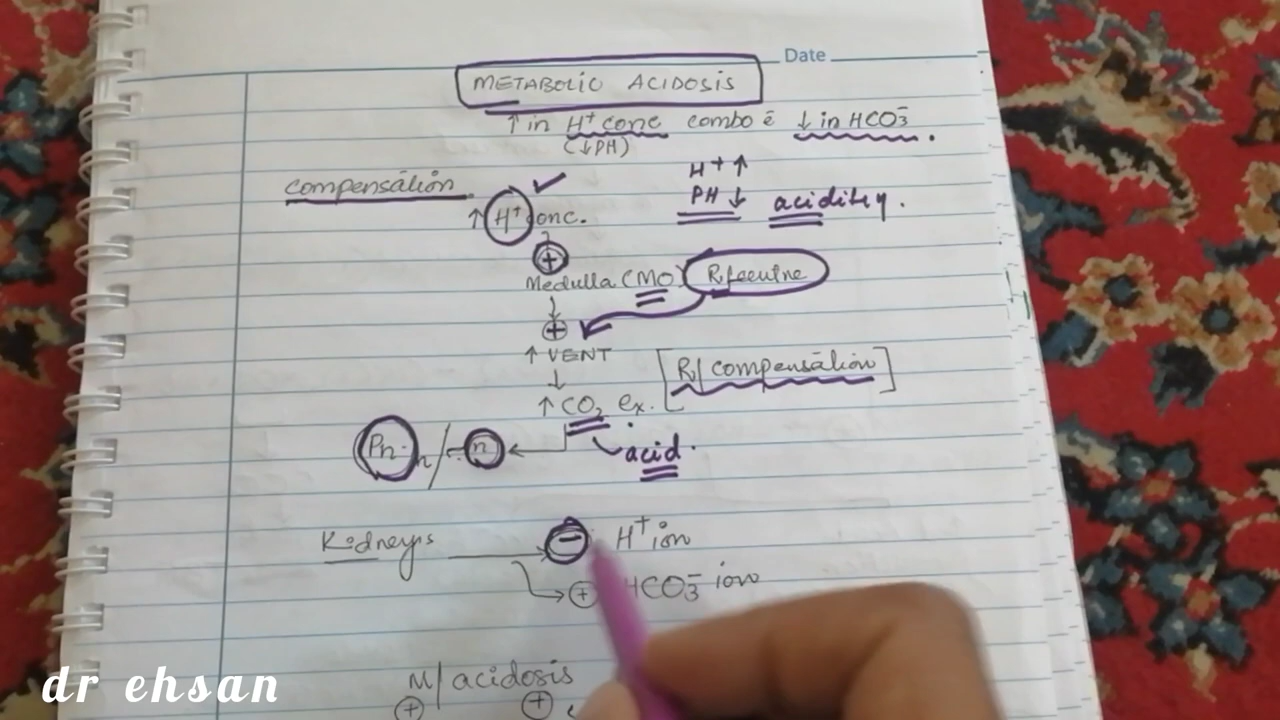 Date
METABOLIC ACIDOSIS
↑ in H+ conc combo ē ↓ in HCO3-.
(↓PH)
H+ ↑
PH ↓ acidity.
compensation
↑ H+ conc.
+
Medulla (MO)
+
↑ VENT
[R/ compensation]
↑ CO2 ex.
acid.
Kidneys
- H+ ion
+ HCO3- ion
M/ acidosis
+ +
dr ehsan